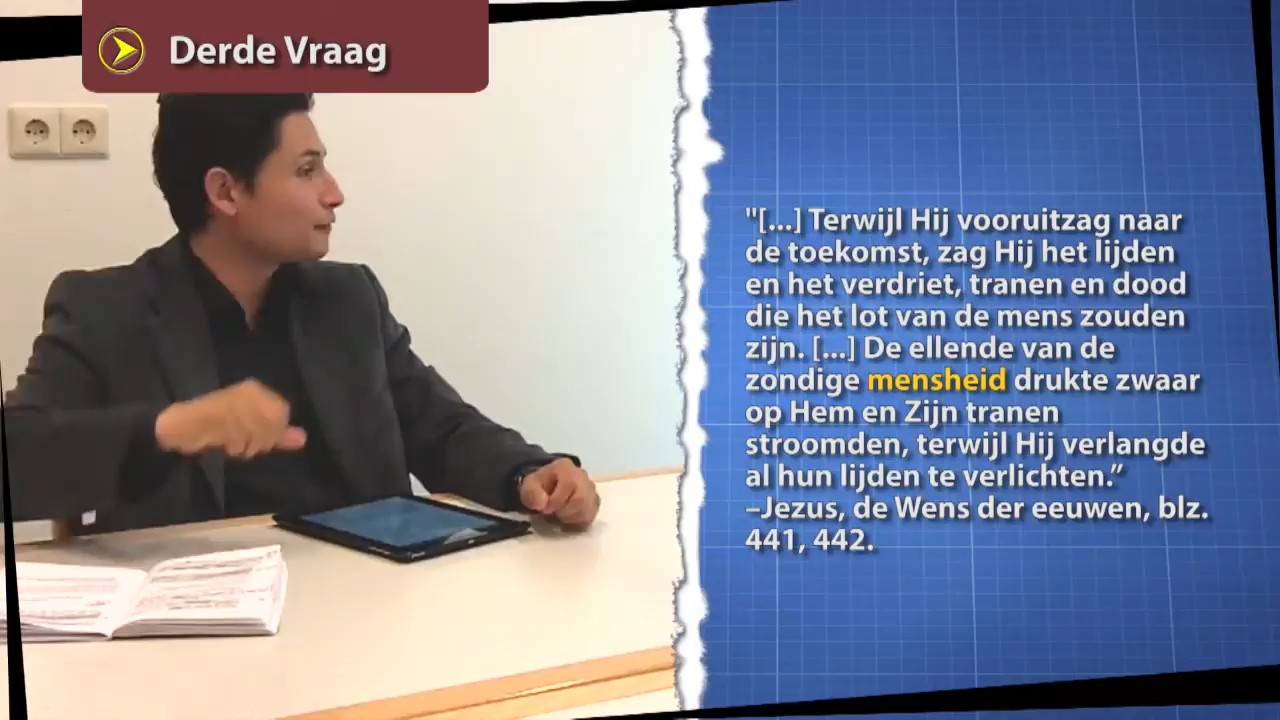 Derde Vraag
"[...] Terwijl Hij vooruitzag naar
de toekomst, zag Hij het lijden
en het verdriet, tranen en dood
die het lot van de mens zouden
zijn. [...] De ellende van de
zondige mensheid drukte zwaar
op Hem en Zijn tranen
stroomden, terwijl Hij verlangde
al hun lijden te verlichten.”
–Jezus, de Wens der eeuwen, blz.
441, 442.